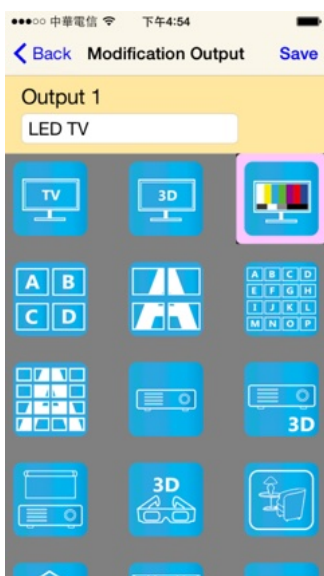 中華電信 下午4:54
Back Modification Output Save
Output 1
LED TV
TV 3D
A B
C D
A B C D
E F G H
I J K L
M N O P
3D
3D